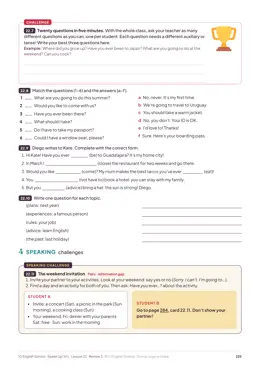 CHALLENGE
22.7 Twenty questions in five minutes. With the whole class, ask your teacher as many
different questions as you can, one per student. Each question needs a different auxiliary or
tense! Write your best three questions here.
Example: Where did you grow up? Have you ever been to Japan? What are you going to do at the
weekend? Can you cook?
22.8 Match the questions (1–6) and the answers (a–f).
1 What are you going to do this summer?
2 Would you like to come with us?
3 Have you ever been there?
4 What should I take?
5 Do I have to take my passport?
6 Could I have a window seat, please?
a No, never. It's my first time.
b We're going to travel to Uruguay.
c You should take a warm jacket.
d No, you don't. Your ID is OK.
e I'd love to. Thanks!
f Sure. Here's your boarding pass.
22.9 Diego writes to Kate. Complete with the correct form.
1. Hi Kate! Have you ever (be) to Guadalajara? It's my home city!
2. In March I (close) the restaurant for two weeks and go there.
3. Would you like (come)? My mum makes the best tacos you've ever (eat)!
4. You (not have to) book a hotel, you can stay with my family.
5. But you (advice) bring a hat: the sun is strong! Diego
22.10 Write one question for each topic.
(plans: next year)
(experiences: a famous person)
(rules: your job)
(advice: learn English)
(the past: last holiday)
4 SPEAKING challenges
SPEAKING CHALLENGE
22.11 The weekend invitation Pairs · information gap
1. Invite your partner to your activities. Look at your weekend: say yes or no (Sorry, I can't. I'm going to...).
2. Find a day and an activity for both of you. Then ask: Have you ever...? about the activity.
STUDENT A
• Invite: a concert (Sat), a picnic in the park (Sun
morning), a cooking class (Sun)
• Your weekend: Fri: dinner with your parents
Sat: free Sun: work in the morning
STUDENT B
Go to page 284, card 22.11. Don't show your
partner!